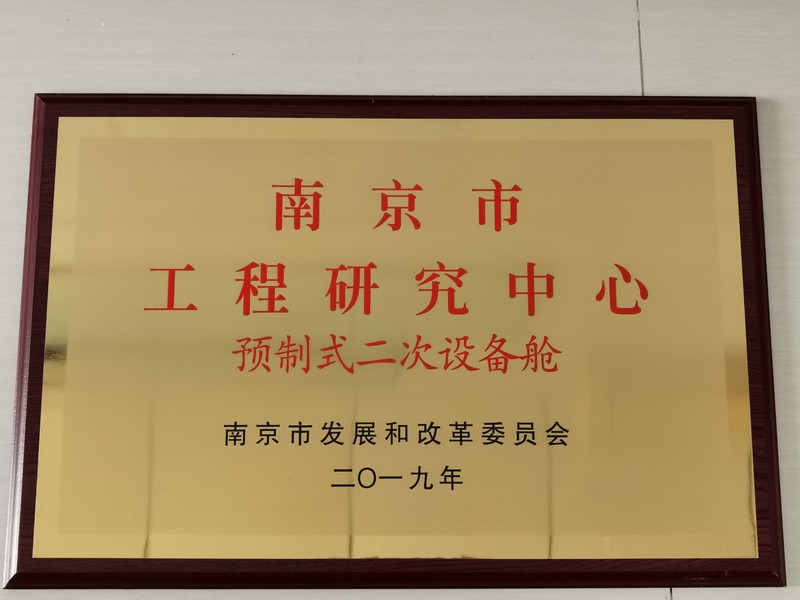 南京市
工程研究中心
预制式二次设备舱
南京市发展和改革委员会
二〇一九年